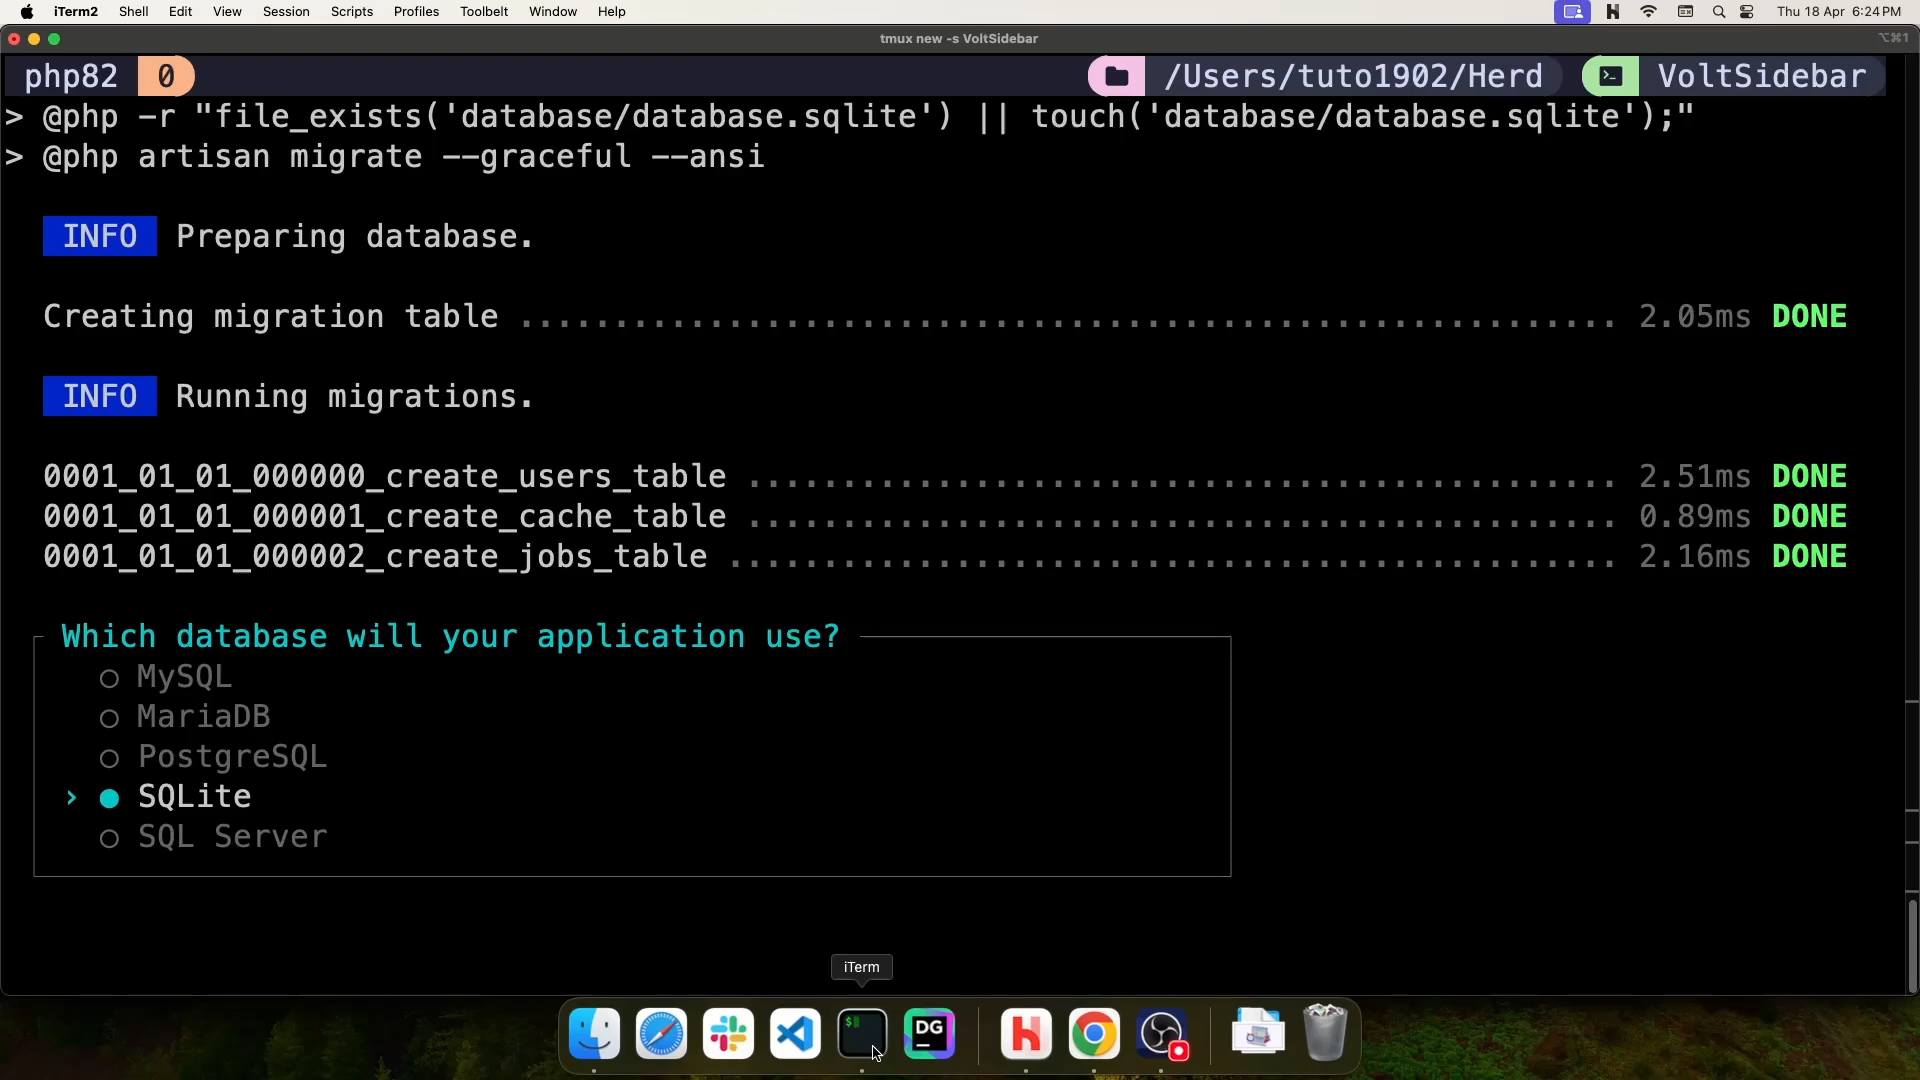 iTerm2 Shell Edit View Session Scripts Profiles Toolbelt Window Help Thu 18 Apr 6:24 PM
tmux new -s VoltSidebar ⌥⌘1
php82 0 /Users/tuto1902/Herd VoltSidebar
> @php -r "file_exists('database/database.sqlite') || touch('database/database.sqlite');"
> @php artisan migrate --graceful --ansi
INFO Preparing database.
Creating migration table .......................................................... 2.05ms DONE
INFO Running migrations.
0001_01_01_000000_create_users_table .............................................. 2.51ms DONE
0001_01_01_000001_create_cache_table .............................................. 0.89ms DONE
0001_01_01_000002_create_jobs_table ............................................... 2.16ms DONE
Which database will your application use?
○ MySQL
○ MariaDB
○ PostgreSQL
› ● SQLite
○ SQL Server
iTerm
$
DG